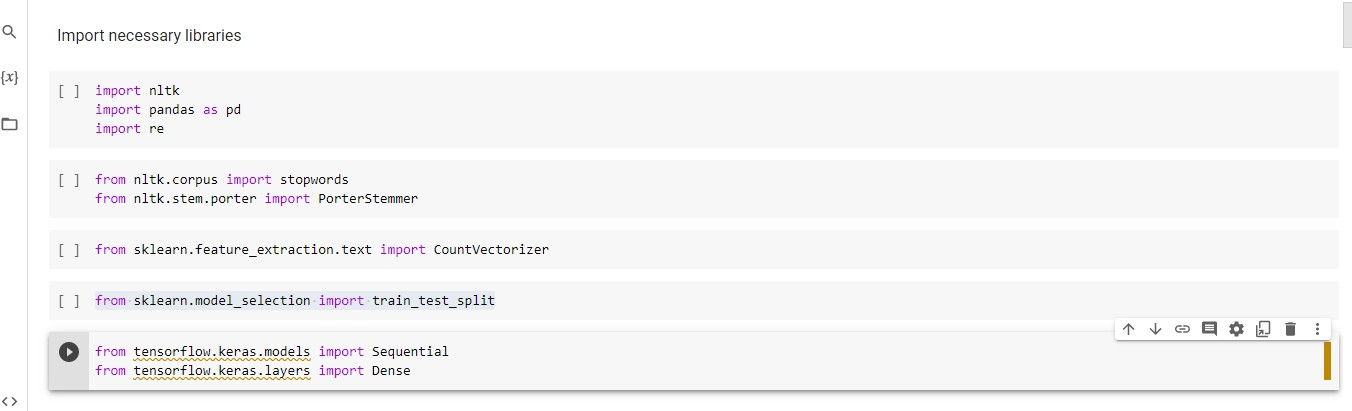 Import necessary libraries
{x}
[ ] import nltk
import pandas as pd
import re
[ ] from nltk.corpus import stopwords
from nltk.stem.porter import PorterStemmer
[ ] from sklearn.feature_extraction.text import CountVectorizer
[ ] from sklearn.model_selection import train_test_split
from tensorflow.keras.models import Sequential
from tensorflow.keras.layers import Dense
<>